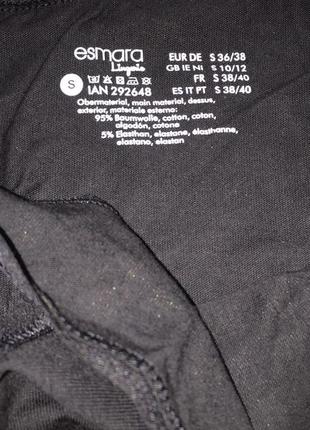 esmara
Lingerie
S
IAN 292648
EUR DE S 36/38
GB IE NI S 10/12
FR S 38/40
ES IT PT S 38/40
Obermaterial, main material, dessus,
exterior, materiale esterno:
95% Baumwolle, cotton, coton,
algodón, cotone
5% Elasthan, elastane, élasthanne,
elastano, elastan